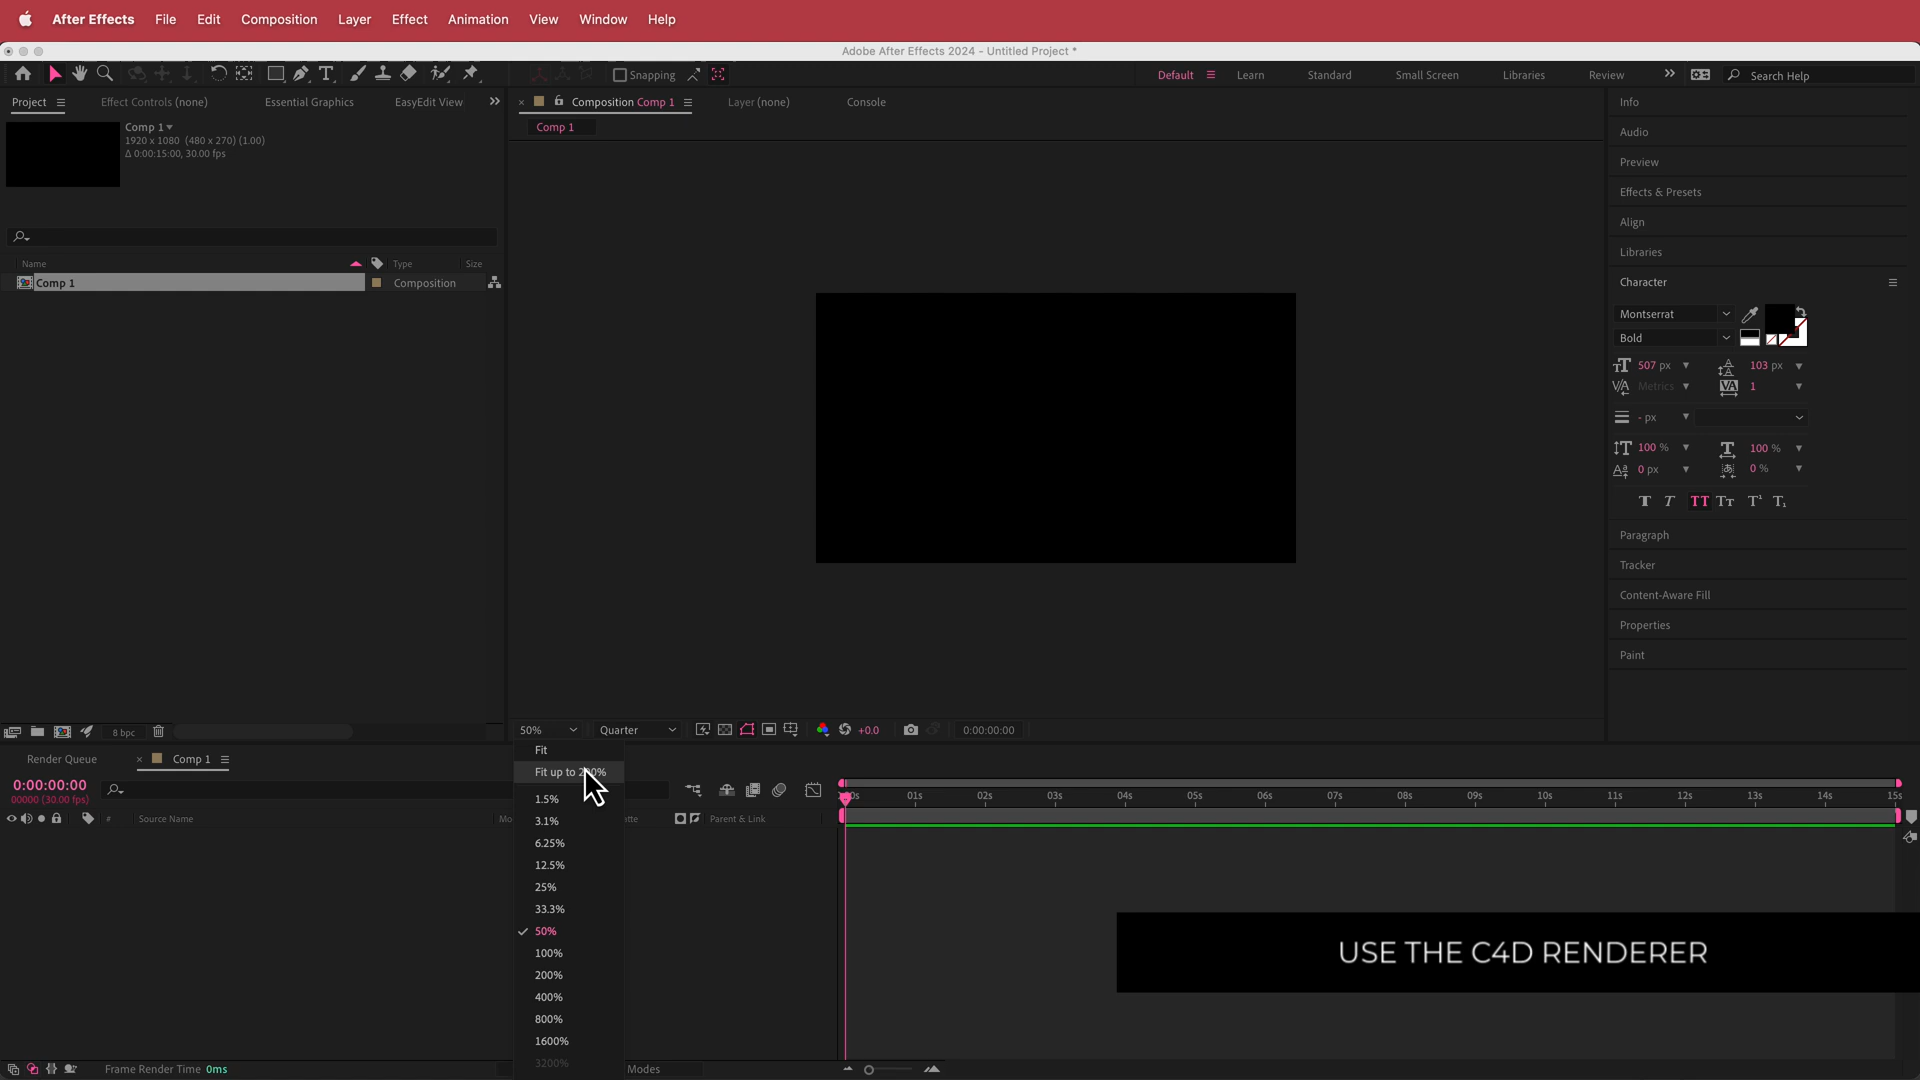 After Effects File Edit Composition Layer Effect Animation View Window Help
Adobe After Effects 2024 - Untitled Project *
Snapping Default Learn Standard Small Screen Libraries Review Search Help
Project Effect Controls (none) Essential Graphics EasyEdit View
Composition Comp 1 Layer (none) Console
Comp 1
1920 x 1080 (480 x 270) (1.00)
Δ 0:00:15:00, 30.00 fps
Comp 1
Name Type Size
Comp 1 Composition
Info
Audio
Preview
Effects & Presets
Align
Libraries
Character
Montserrat
Bold
507 px 103 px
Metrics 1
- px
100 % 100 %
0 px 0 %
Paragraph
Tracker
Content-Aware Fill
Properties
Paint
8 bpc
50% Quarter +0.0 0:00:00:00
Fit
Fit up to
1.5%
3.1%
6.25%
12.5%
25%
33.3%
50%
100%
200%
400%
800%
1600%
3200%
Render Queue Comp 1
0:00:00:00
00000 (30.00 fps)
# Source Name Parent & Link
01s 02s 03s 04s 05s 06s 07s 08s 09s 10s 11s 12s 13s 14s 15s
USE THE C4D RENDERER
Frame Render Time 0ms
Modes